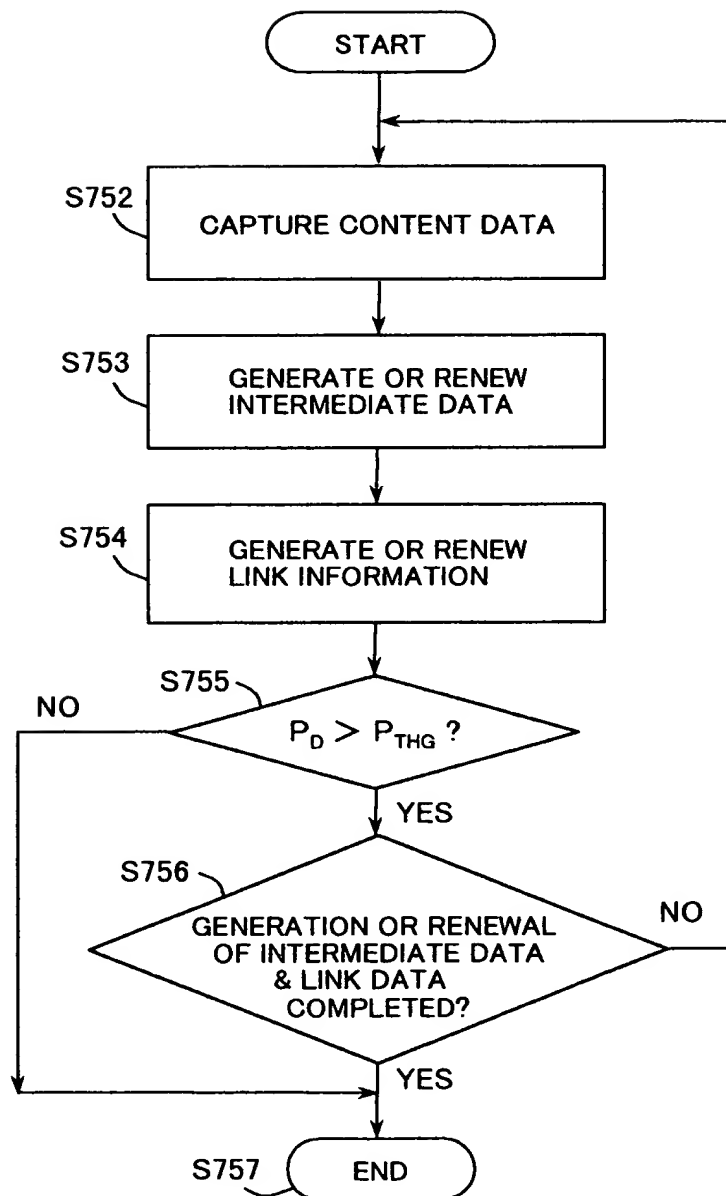 START
S752
CAPTURE CONTENT DATA
S753
GENERATE OR RENEW
INTERMEDIATE DATA
S754
GENERATE OR RENEW
LINK INFORMATION
S755
NO
P_D > P_THG ?
YES
S756
NO
GENERATION OR RENEWAL
OF INTERMEDIATE DATA
& LINK DATA
COMPLETED?
YES
S757
END